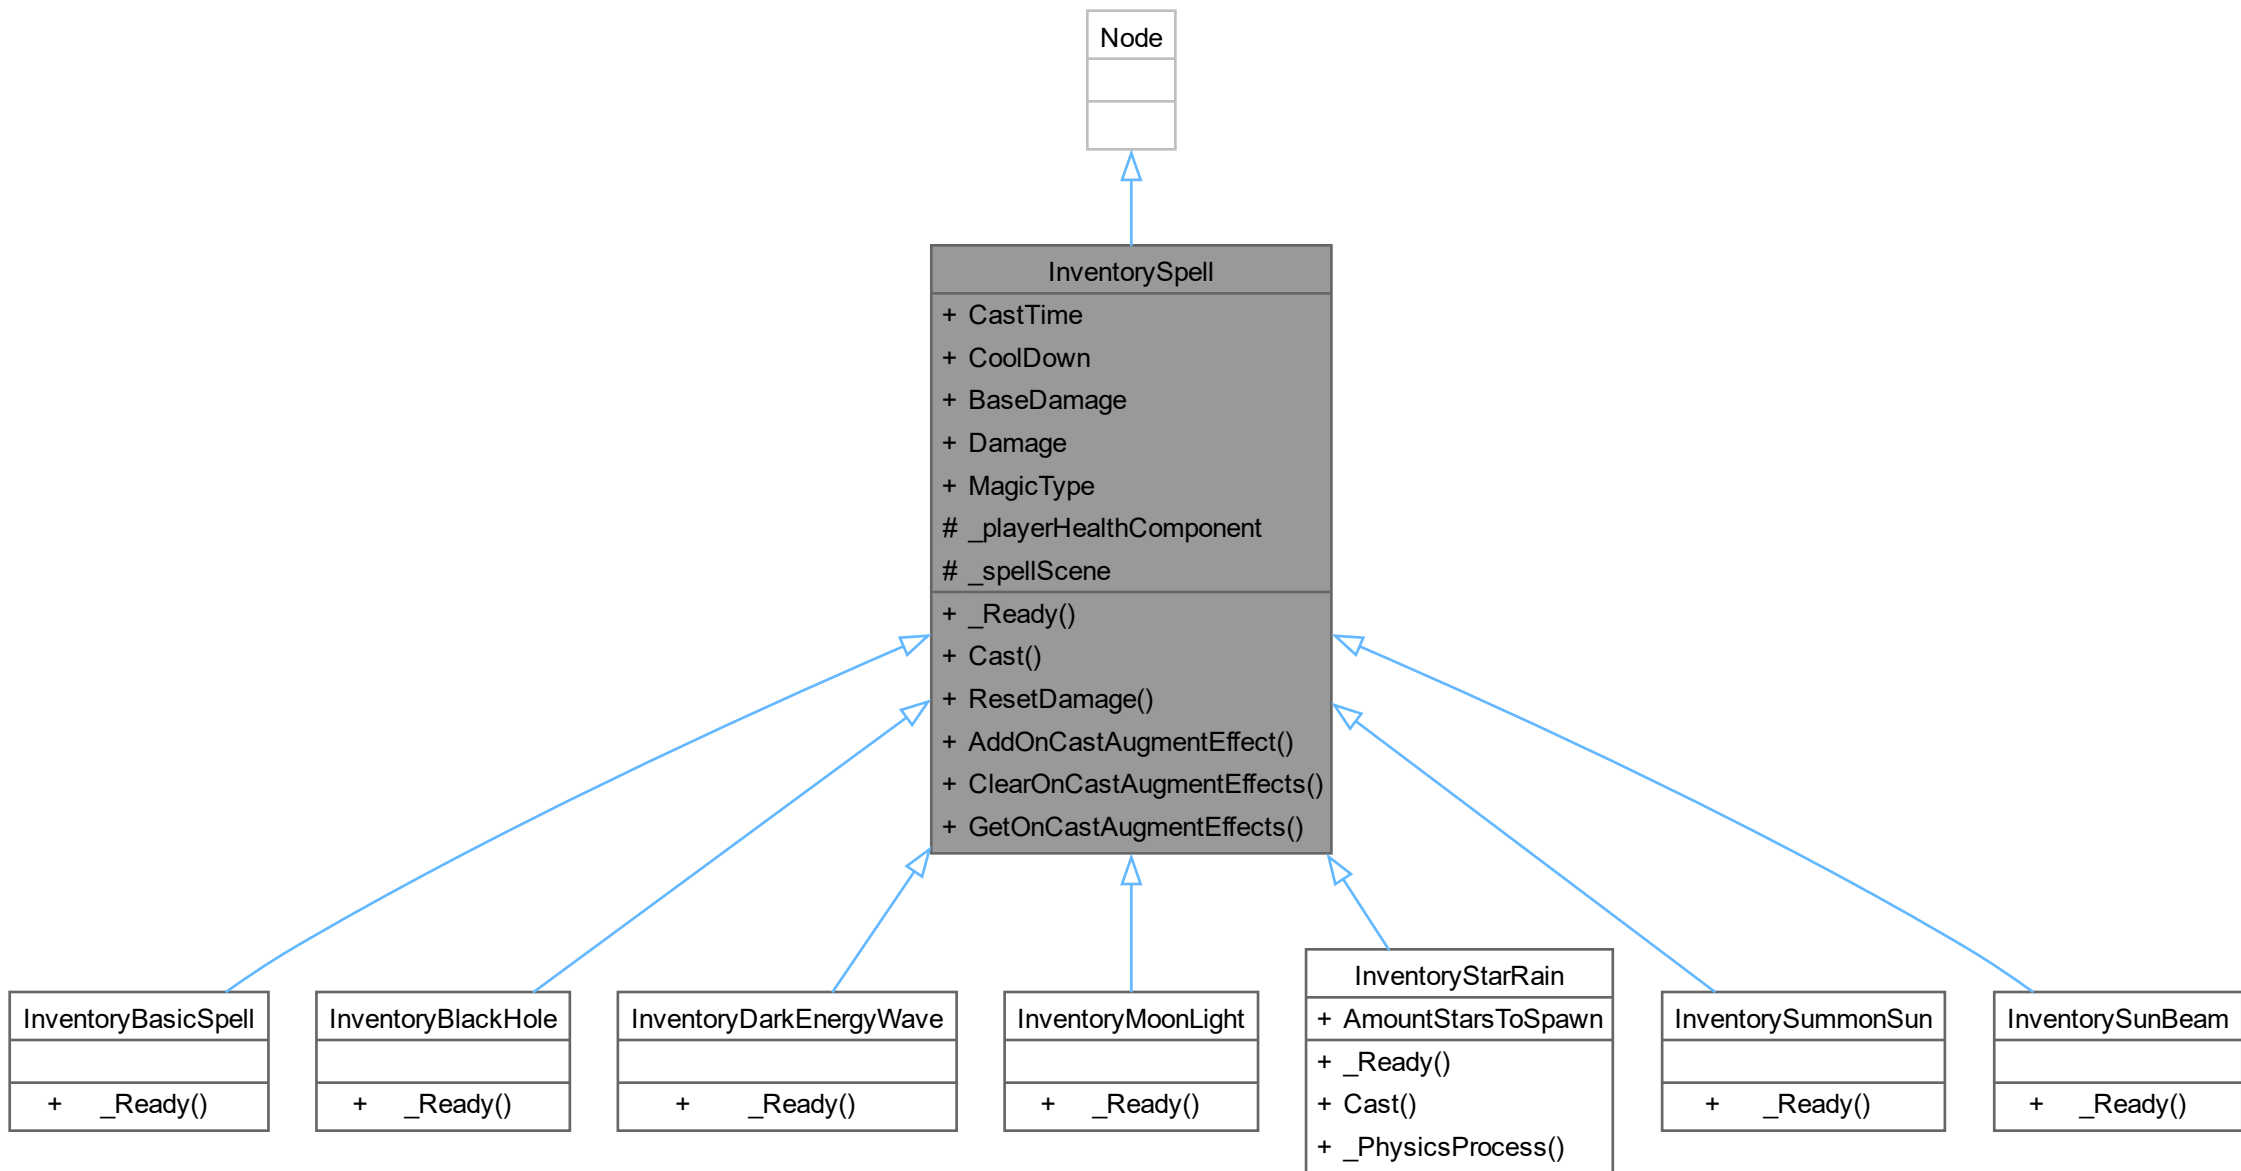 Node
InventorySpell
+ CastTime
+ CoolDown
+ BaseDamage
+ Damage
+ MagicType
# _playerHealthComponent
# _spellScene
+ _Ready()
+ Cast()
+ ResetDamage()
+ AddOnCastAugmentEffect()
+ ClearOnCastAugmentEffects()
+ GetOnCastAugmentEffects()
InventoryBasicSpell
+ _Ready()
InventoryBlackHole
+ _Ready()
InventoryDarkEnergyWave
+ _Ready()
InventoryMoonLight
+ _Ready()
InventoryStarRain
+ AmountStarsToSpawn
+ _Ready()
+ Cast()
+ _PhysicsProcess()
InventorySummonSun
+ _Ready()
InventorySunBeam
+ _Ready()